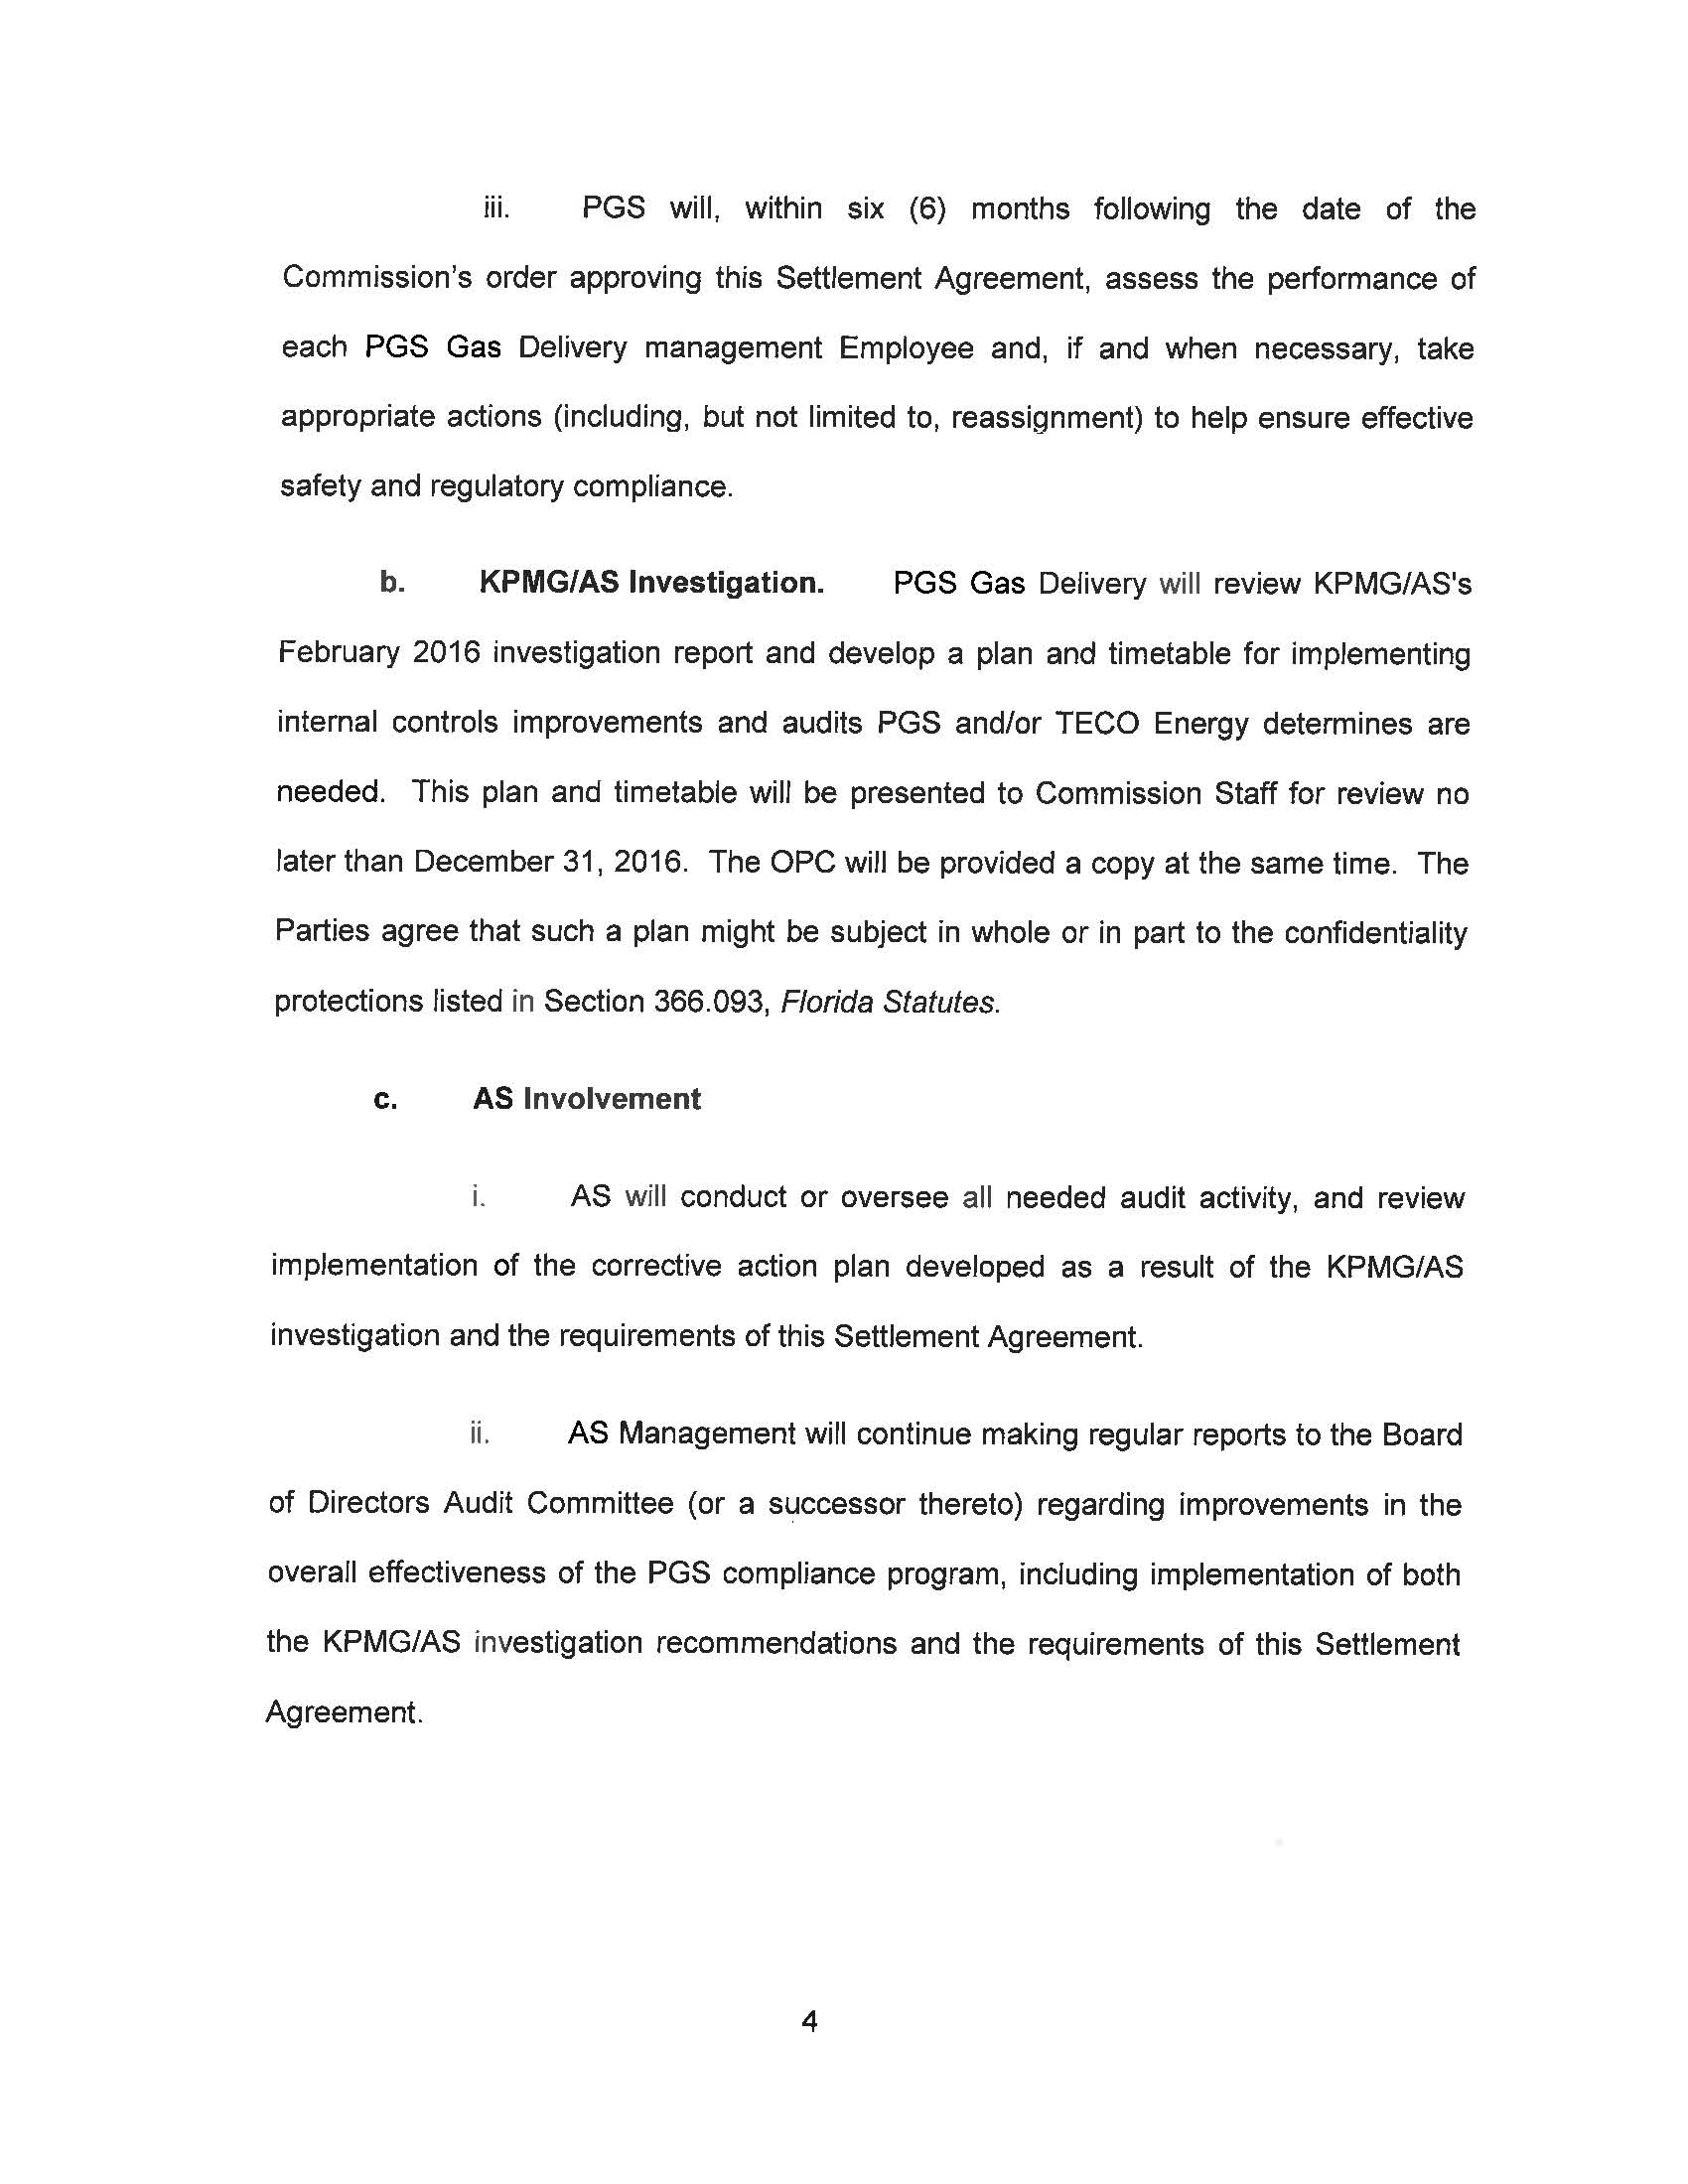 iii. PGS will, within six (6) months following the date of the
Commission's order approving this Settlement Agreement, assess the performance of
each PGS Gas Delivery management Employee and, if and when necessary, take
appropriate actions (including, but not limited to, reassignment) to help ensure effective
safety and regulatory compliance.
b. KPMG/AS Investigation. PGS Gas Delivery will review KPMG/AS's
February 2016 investigation report and develop a plan and timetable for implementing
internal controls improvements and audits PGS and/or TECO Energy determines are
needed. This plan and timetable will be presented to Commission Staff for review no
later than December 31, 2016. The OPC will be provided a copy at the same time. The
Parties agree that such a plan might be subject in whole or in part to the confidentiality
protections listed in Section 366.093, Florida Statutes.
c. AS Involvement
i. AS will conduct or oversee all needed audit activity, and review
implementation of the corrective action plan developed as a result of the KPMG/AS
investigation and the requirements of this Settlement Agreement.
ii. AS Management will continue making regular reports to the Board
of Directors Audit Committee (or a successor thereto) regarding improvements in the
overall effectiveness of the PGS compliance program, including implementation of both
the KPMG/AS investigation recommendations and the requirements of this Settlement
Agreement.
4